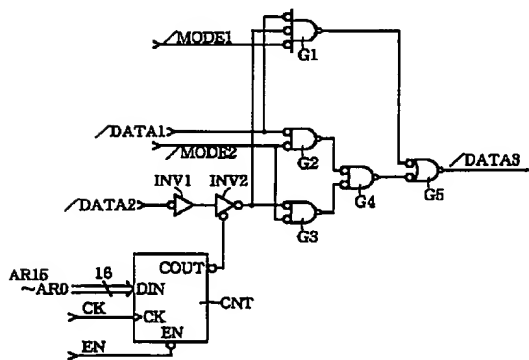 /MODE1
G1
/DATA1
/MODE2
G2
/DATA3
INV1
INV2
G4
G5
/DATA2
G3
COUT
AR15
~AR0
16
DIN
CNT
CK
CK
EN
EN